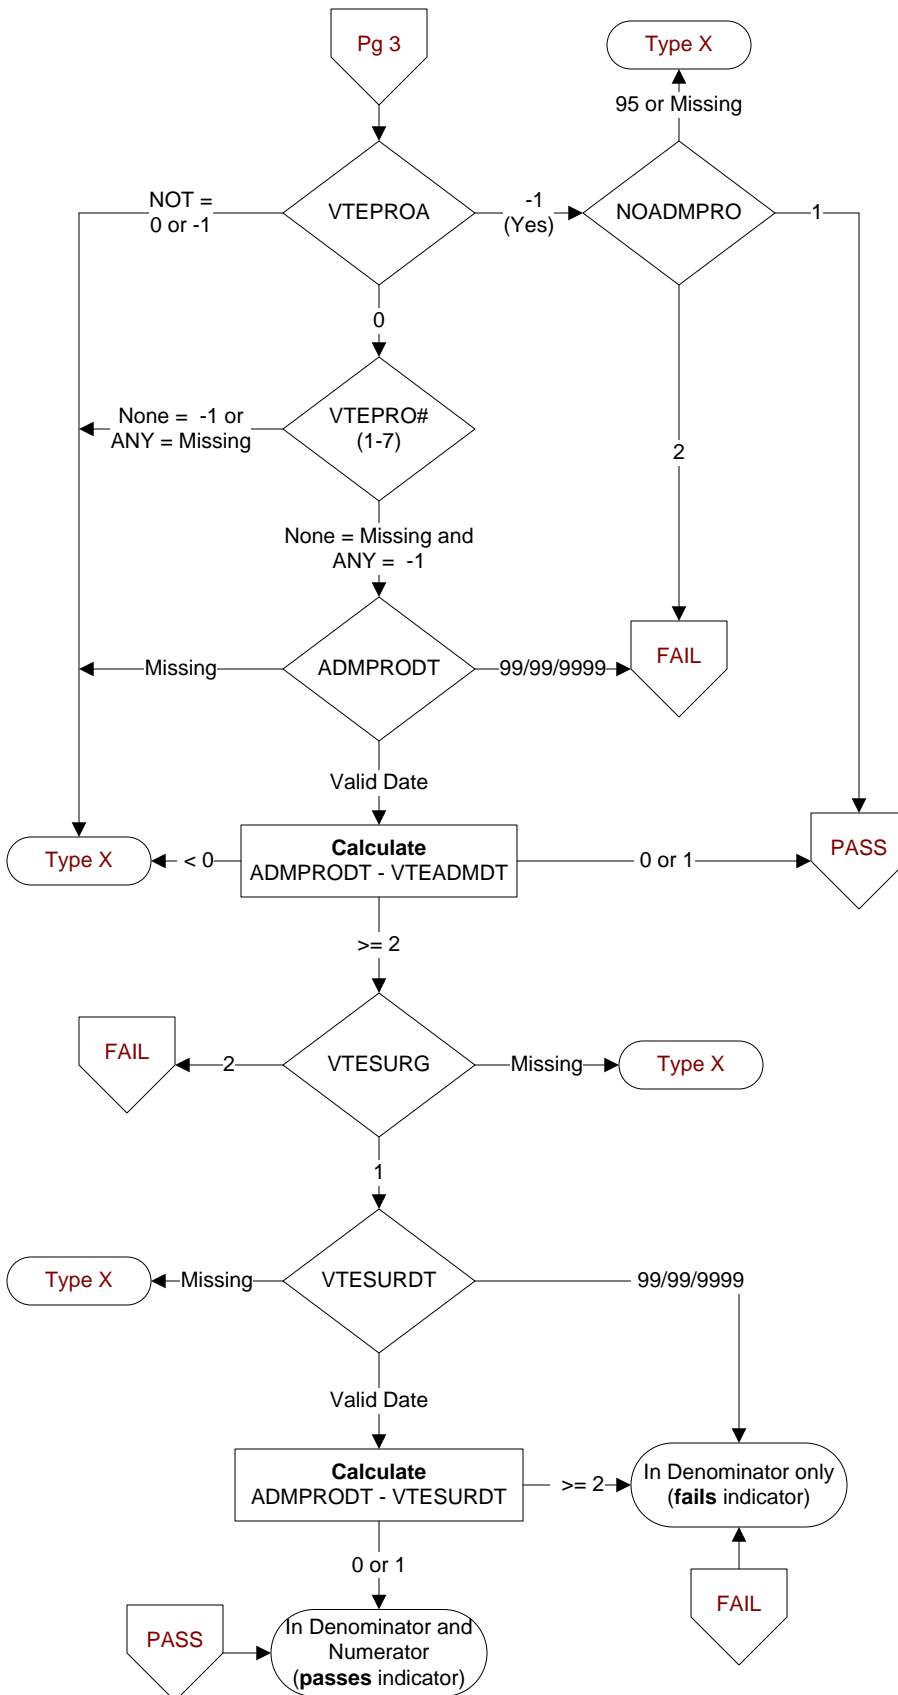 Pg 3
Type X
95 or Missing
NOT =
0 or -1
VTEPROA
-1
(Yes)
NOADMPRO
1
0
None =  -1 or
ANY = Missing
VTEPRO#
(1-7)
2
None = Missing and
ANY =  -1
Missing
ADMPRODT
99/99/9999
FAIL
Valid Date
Type X
< 0
Calculate
ADMPRODT - VTEADMDT
0 or 1
PASS
>= 2
FAIL
2
VTESURG
Missing
Type X
1
Type X
Missing
VTESURDT
99/99/9999
Valid Date
Calculate
ADMPRODT - VTESURDT
>= 2
In Denominator only
(fails indicator)
0 or 1
FAIL
PASS
In Denominator and
Numerator
(passes indicator)